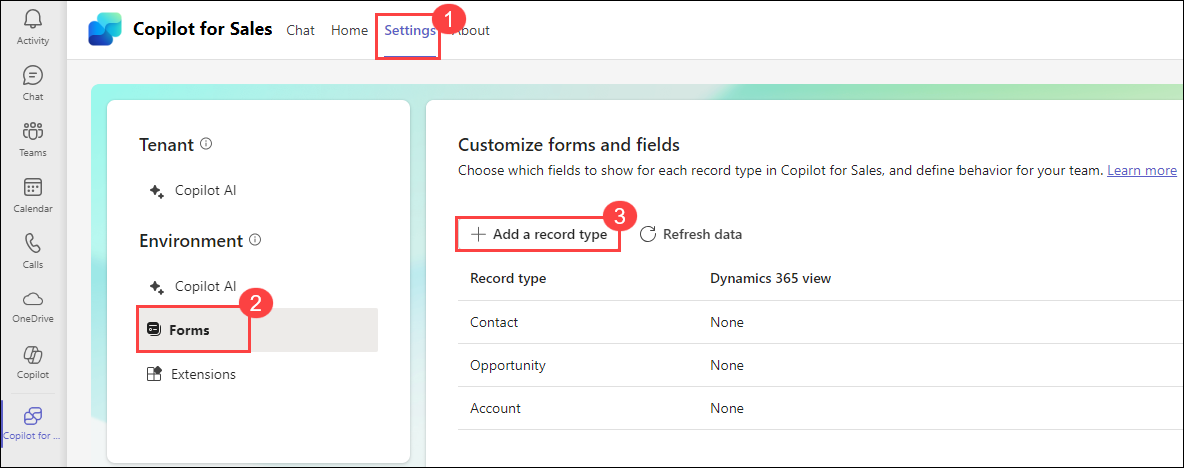 Activity
Chat
Teams
Calendar
Calls
OneDrive
Copilot
Copilot for ...
Copilot for Sales Chat Home Settings About
1
Tenant
Copilot AI
Environment
Copilot AI
2
Forms
Extensions
Customize forms and fields
Choose which fields to show for each record type in Copilot for Sales, and define behavior for your team. Learn more
3
Add a record type Refresh data
Record type Dynamics 365 view
Contact None
Opportunity None
Account None